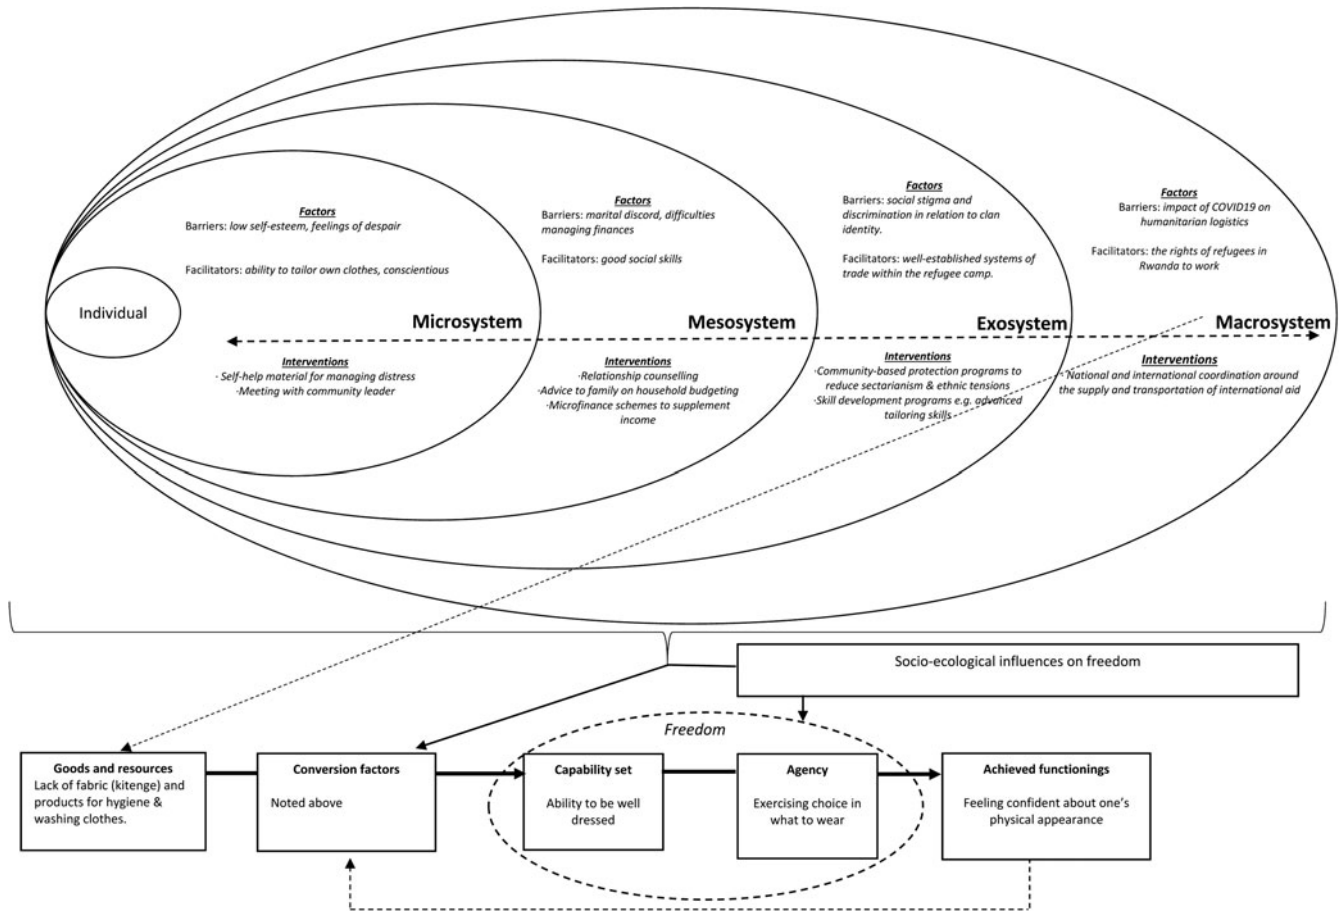 Individual
Factors
Barriers: low self-esteem, feelings of despair
Facilitators: ability to tailor own clothes, conscientious
Microsystem
Interventions
· Self-help material for managing distress
·Meeting with community leader
Factors
Barriers: marital discord, difficulties
managing finances
Facilitators: good social skills
Mesosystem
Interventions
·Relationship counselling
·Advice to family on household budgeting
·Microfinance schemes to supplement
income
Factors
Barriers: social stigma and
discrimination in relation to clan
identity.
Facilitators: well-established systems of
trade within the refugee camp.
Exosystem
Interventions
·Community-based protection programs to
reduce sectarianism & ethnic tensions
·Skill development programs e.g. advanced
tailoring skills
Factors
Barriers: impact of COVID19 on
humanitarian logistics
Facilitators: the rights of refugees in
Rwanda to work
Macrosystem
Interventions
·National and international coordination around
the supply and transportation of international aid
Socio-ecological influences on freedom
Freedom
Goods and resources
Lack of fabric (kitenge) and
products for hygiene &
washing clothes.
Conversion factors
Noted above
Capability set
Ability to be well
dressed
Agency
Exercising choice in
what to wear
Achieved functionings
Feeling confident about one's
physical appearance